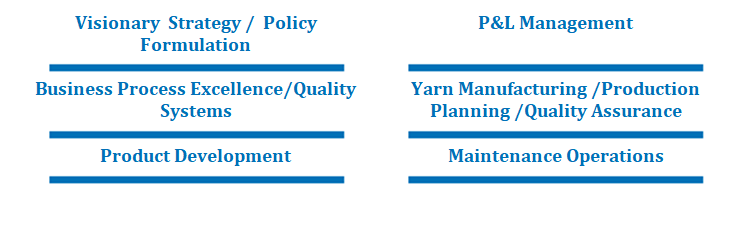 Visionary  Strategy /  Policy
Formulation
P&L Management
Business Process Excellence/Quality
Systems
Yarn Manufacturing /Production
Planning /Quality Assurance
Product Development
Maintenance Operations